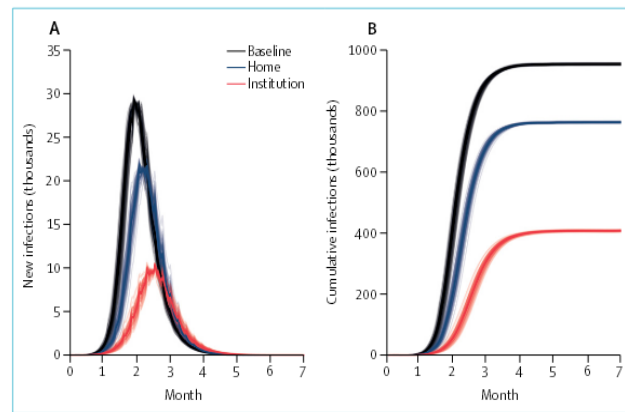 A
B
Baseline
Home
Institution
New infections (thousands)
35
30
25
20
15
10
5
0
0 1 2 3 4 5 6 7
Month
Cumulative infections (thousands)
1000
800
600
400
200
0
0 1 2 3 4 5 6 7
Month